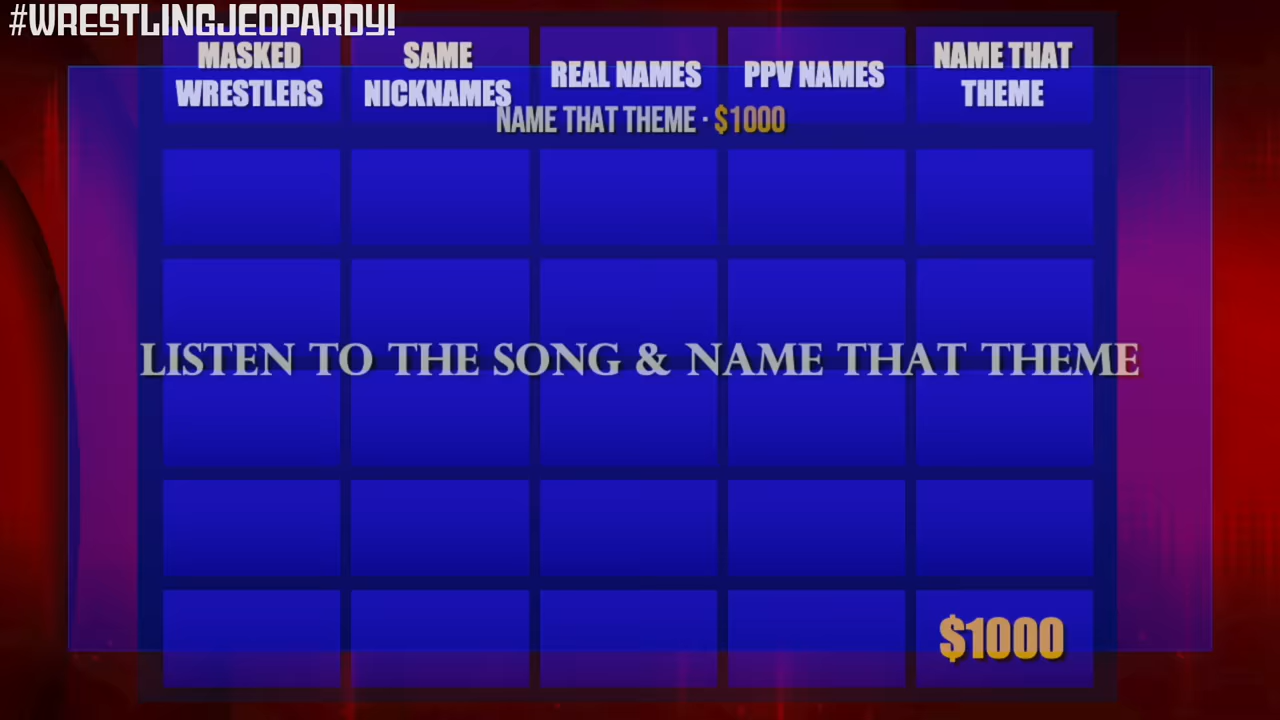 #WRESTLINGJEOPARDY!
MASKED
WRESTLERS
SAME
NICKNAMES
REAL NAMES
PPV NAMES
NAME THAT
THEME
NAME THAT THEME · $1000
LISTEN TO THE SONG & NAME THAT THEME
$1000